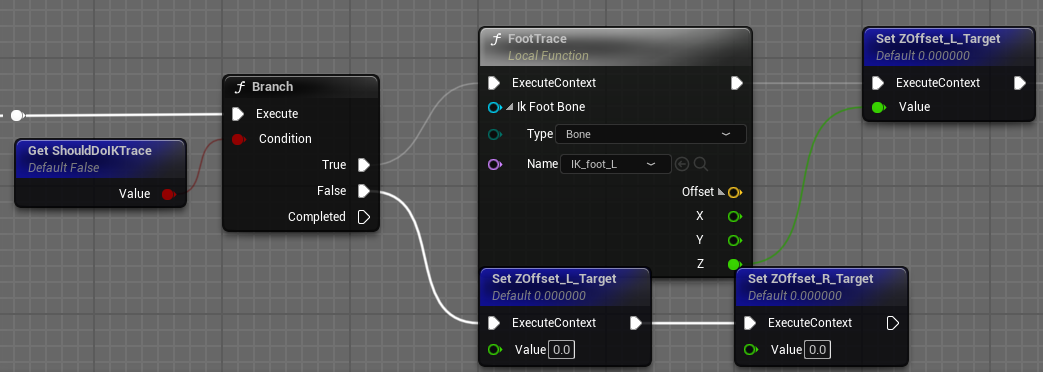 Branch
Execute
Condition
True
False
Completed
Get ShouldDoIKTrace
Default False
Value
FootTrace
Local Function
ExecuteContext
Ik Foot Bone
Type Bone
Name IK_foot_L
Offset
X
Y
Z
Set ZOffset_L_Target
Default 0.000000
ExecuteContext
Value
Set ZOffset_L_Target
Default 0.000000
ExecuteContext
Value 0.0
Set ZOffset_R_Target
Default 0.000000
ExecuteContext
Value 0.0